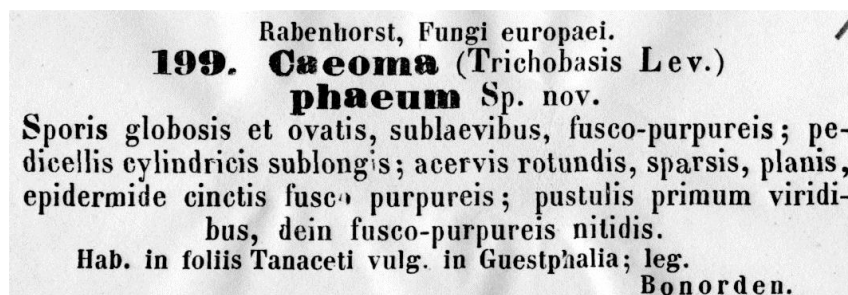 Rabenhorst, Fungi europaei.
199. Caeoma (Trichobasis Lev.)
phaeum Sp. nov.
Sporis globosis et ovatis, sublaevibus, fusco-purpureis; pe-
dicellis cylindricis sublongis; acervis rotundis, sparsis, planis,
epidermide cinctis fusco purpureis; pustulis primum viridi-
bus, dein fusco-purpureis nitidis.
Hab. in foliis Tanaceti vulg. in Guestphalia; leg.
Bonorden.